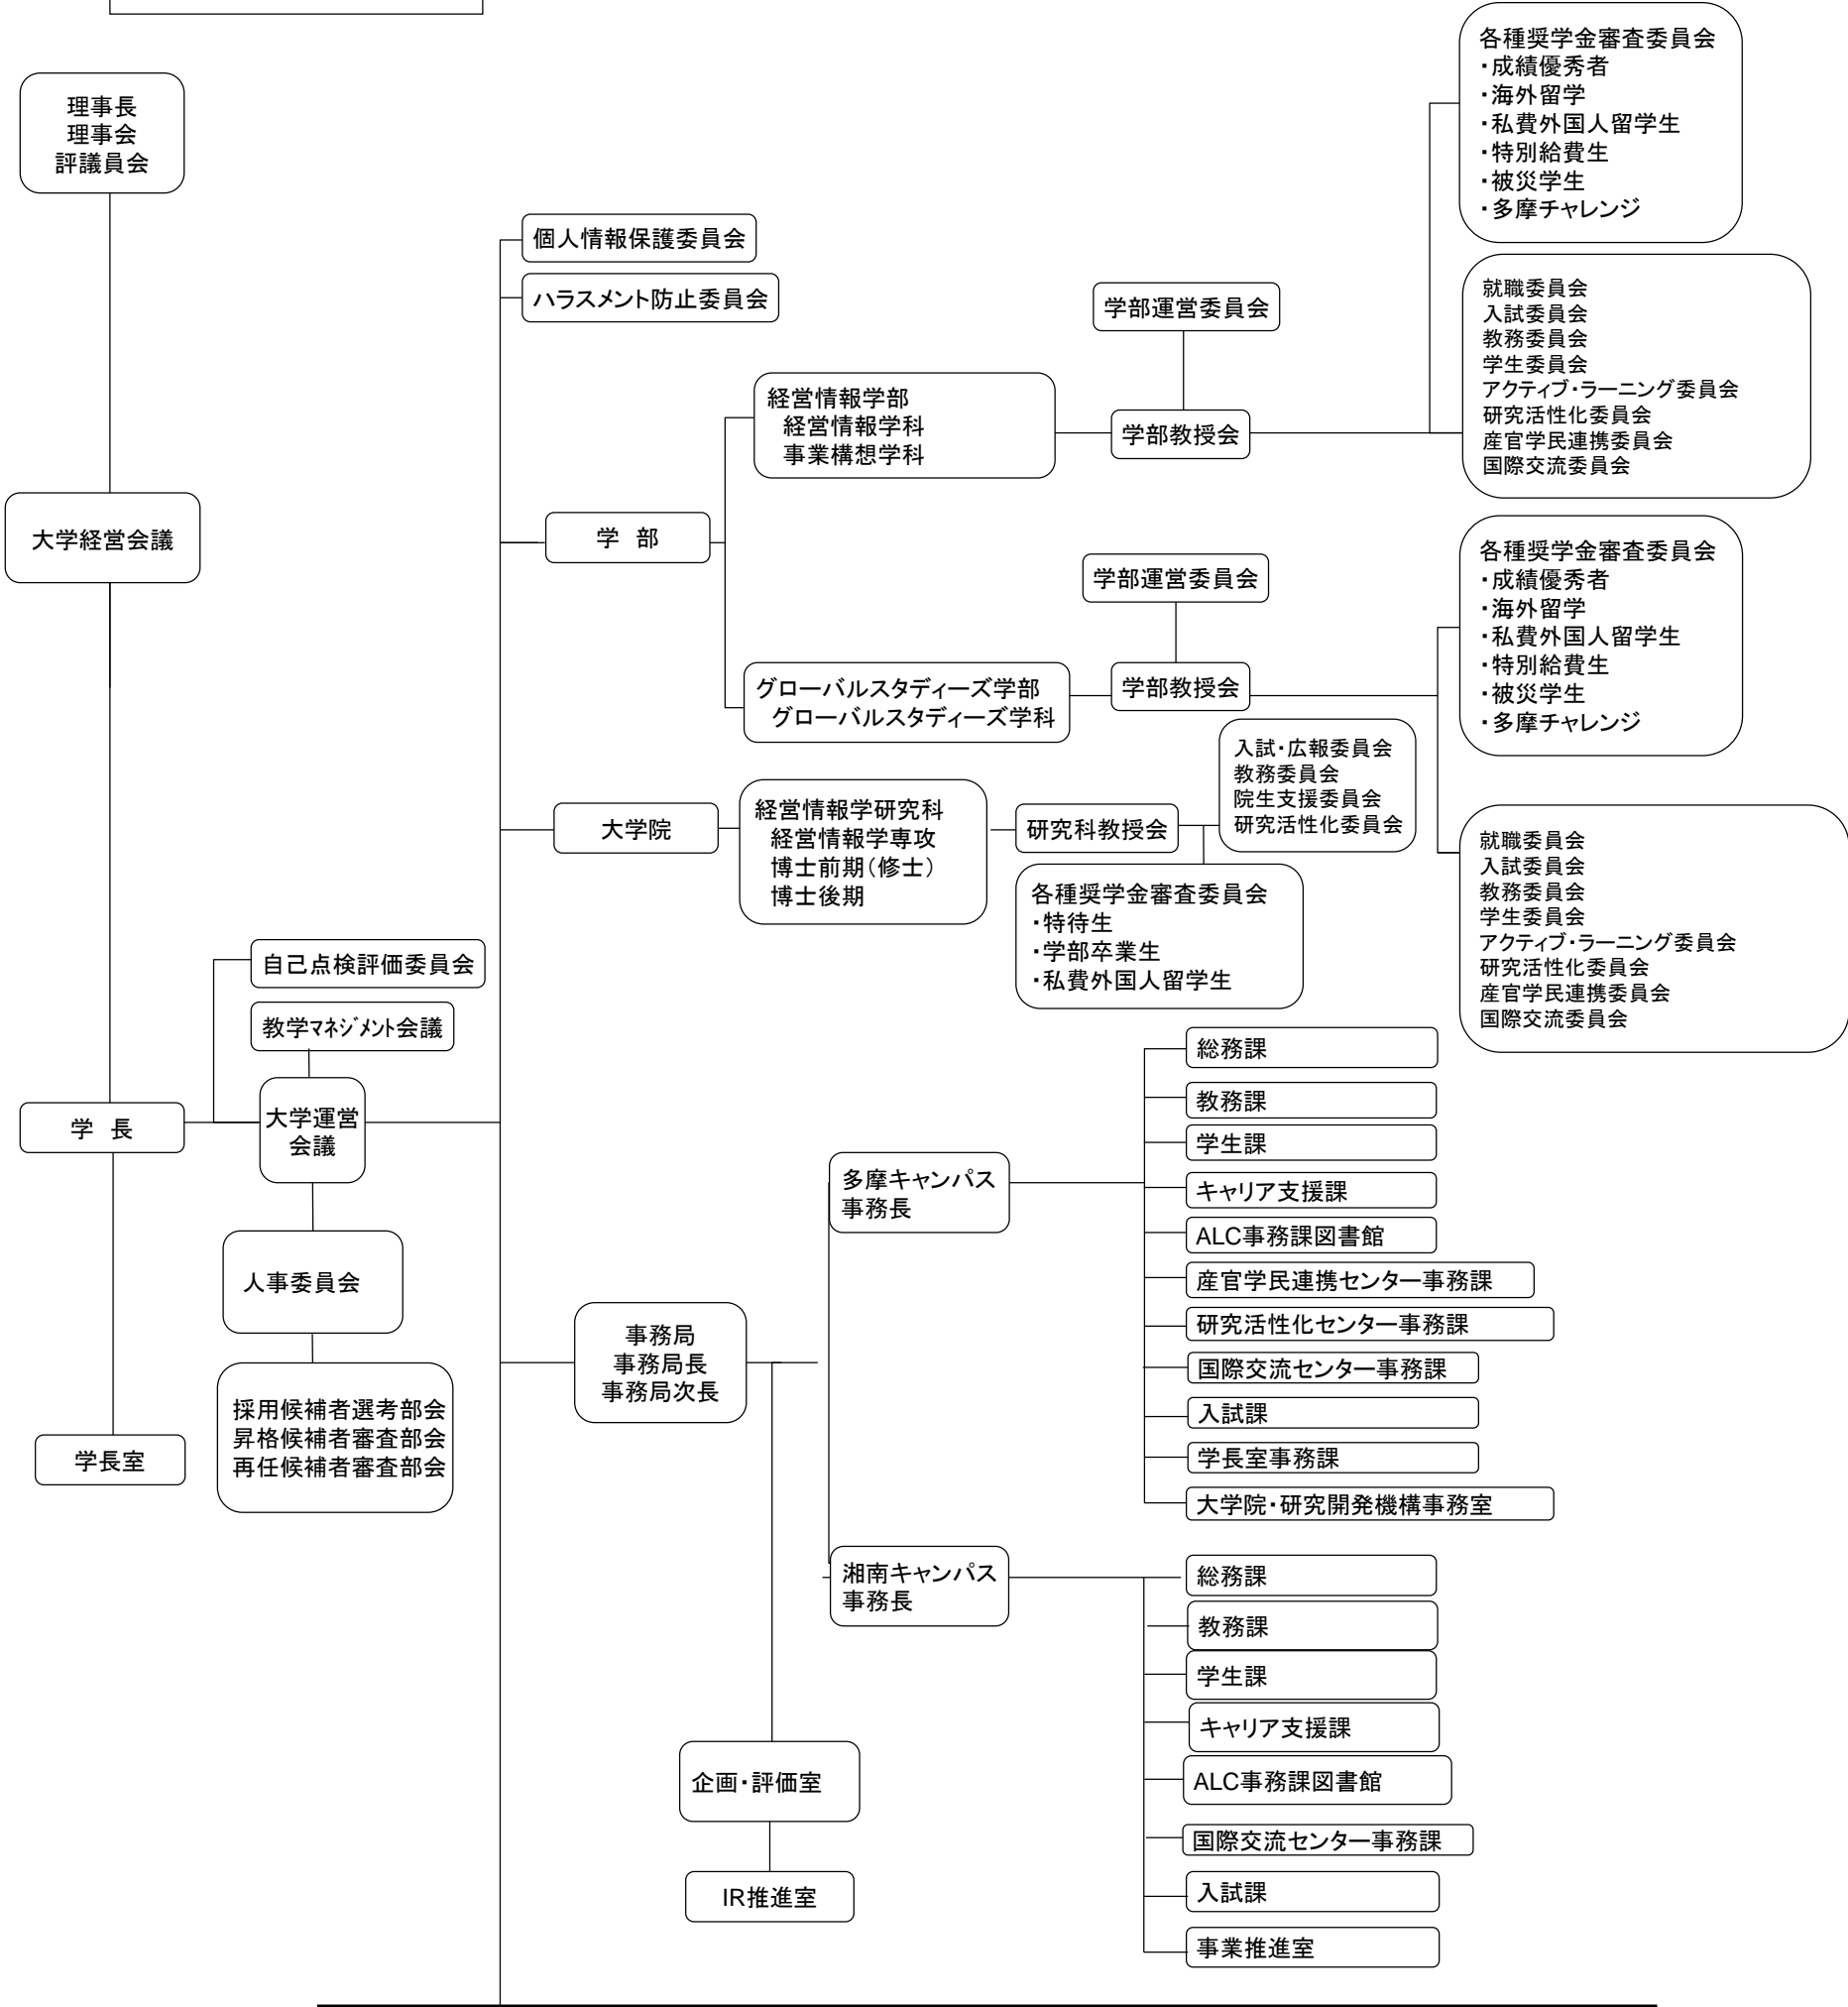 理事長
理事会
評議員会
大学経営会議
学　長
学長室
自己点検評価委員会
教学ﾏﾈｼﾞﾒﾝﾄ会議
大学運営
会議
人事委員会
採用候補者選考部会
昇格候補者審査部会
再任候補者審査部会
個人情報保護委員会
ハラスメント防止委員会
学　部
経営情報学部
経営情報学科
事業構想学科
学部運営委員会
学部教授会
各種奨学金審査委員会
・成績優秀者
・海外留学
・私費外国人留学生
・特別給費生
・被災学生
・多摩チャレンジ
就職委員会
入試委員会
教務委員会
学生委員会
アクティブ・ラーニング委員会
研究活性化委員会
産官学民連携委員会
国際交流委員会
グローバルスタディーズ学部
グローバルスタディーズ学科
学部運営委員会
学部教授会
各種奨学金審査委員会
・成績優秀者
・海外留学
・私費外国人留学生
・特別給費生
・被災学生
・多摩チャレンジ
就職委員会
入試委員会
教務委員会
学生委員会
アクティブ・ラーニング委員会
研究活性化委員会
産官学民連携委員会
国際交流委員会
大学院
経営情報学研究科
経営情報学専攻
博士前期（修士）
博士後期
研究科教授会
入試・広報委員会
教務委員会
院生支援委員会
研究活性化委員会
各種奨学金審査委員会
・特待生
・学部卒業生
・私費外国人留学生
事務局
事務局長
事務局次長
多摩キャンパス
事務長
総務課
教務課
学生課
キャリア支援課
ALC事務課図書館
産官学民連携センター事務課
研究活性化センター事務課
国際交流センター事務課
入試課
学長室事務課
大学院・研究開発機構事務室
湘南キャンパス
事務長
総務課
教務課
学生課
キャリア支援課
ALC事務課図書館
国際交流センター事務課
入試課
事業推進室
企画・評価室
IR推進室